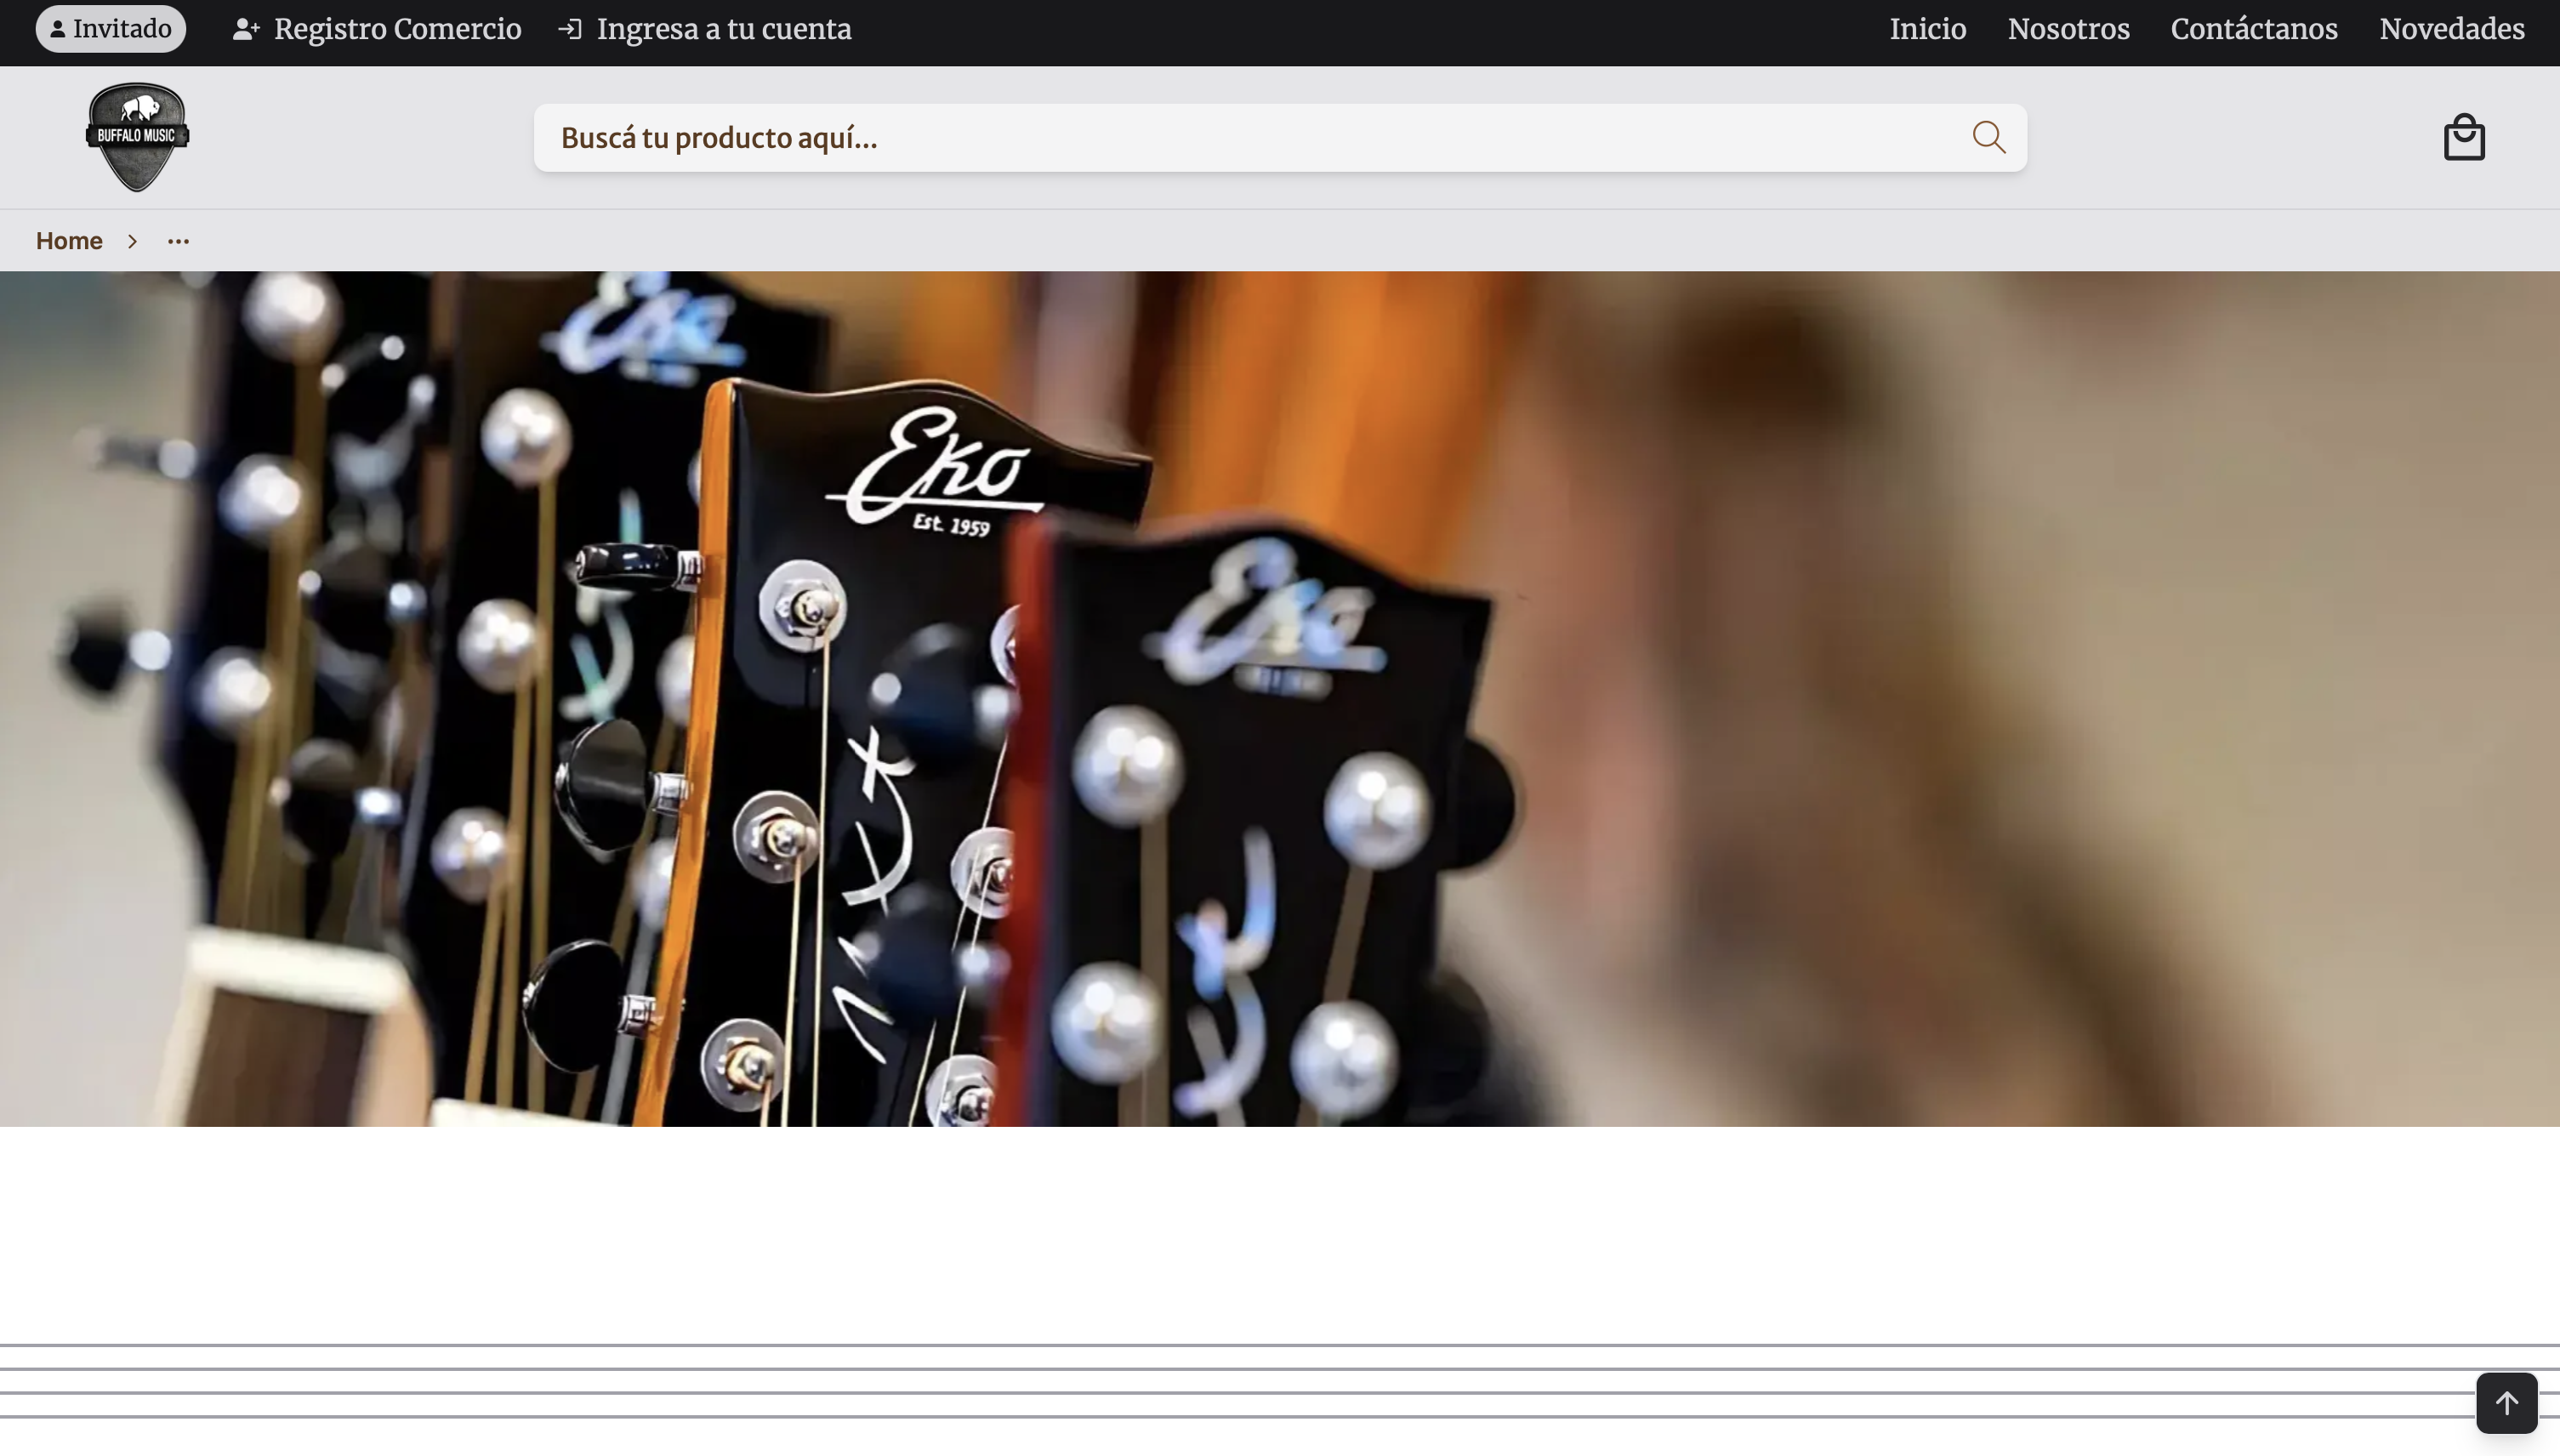 Invitado
Registro Comercio
Ingresa a tu cuenta
Inicio
Nosotros
Contáctanos
Novedades
BUFFALO MUSIC
Buscá tu producto aquí...
Home > ...
Eko
Est. 1959
Eko
Eko
NXT